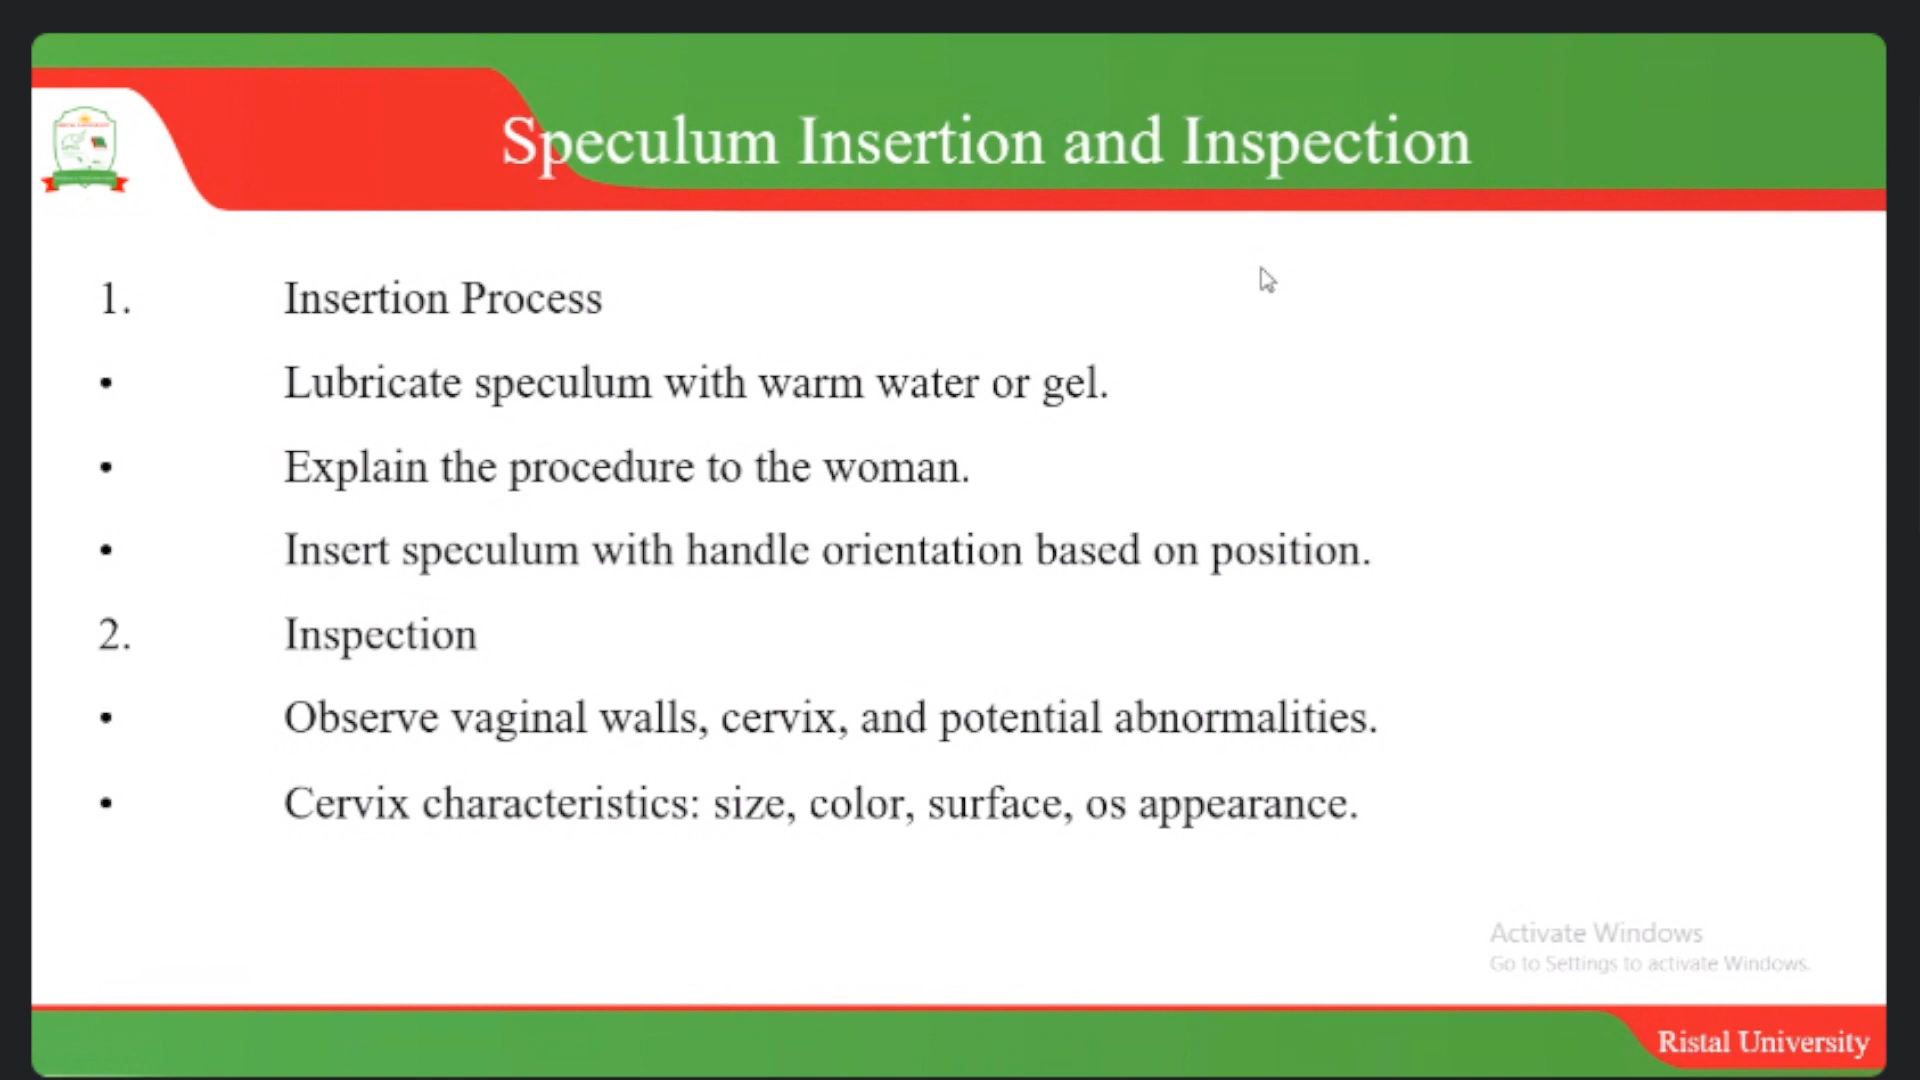 Speculum Insertion and Inspection
1. Insertion Process
• Lubricate speculum with warm water or gel.
• Explain the procedure to the woman.
• Insert speculum with handle orientation based on position.
2. Inspection
• Observe vaginal walls, cervix, and potential abnormalities.
• Cervix characteristics: size, color, surface, os appearance.
Activate Windows
Go to Settings to activate Windows.
Ristal University